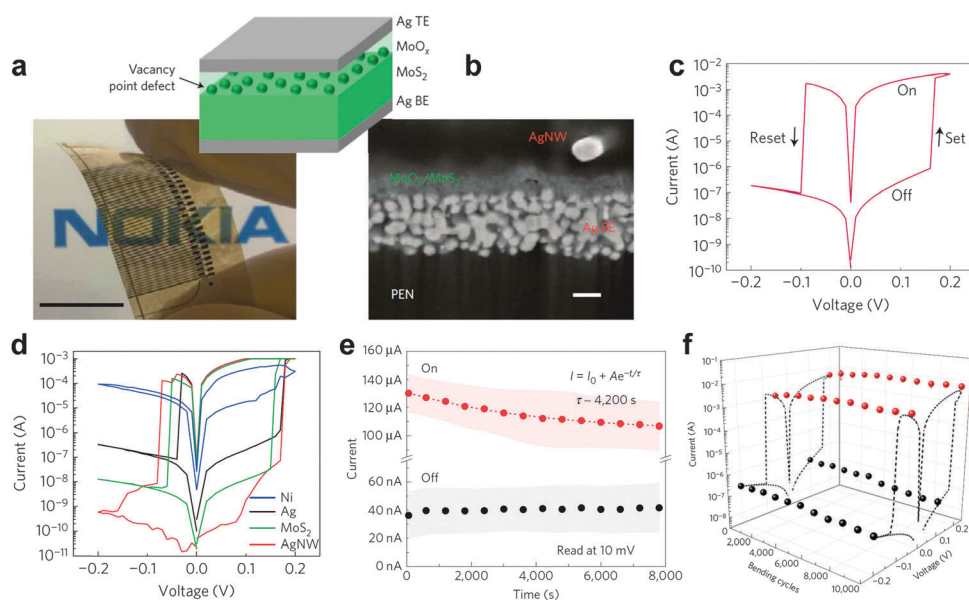 a
Vacancy
point defect
Ag TE
MoOₓ
MoS₂
Ag BE
NOKIA
b
AgNW
MoOₓ/MoS₂
Ag BE
PEN
c
Current (A)
10⁻²
10⁻³
10⁻⁴
10⁻⁵
10⁻⁶
10⁻⁷
10⁻⁸
10⁻⁹
10⁻¹⁰
On
Reset
Set
Off
−0.2 −0.1 0.0 0.1 0.2
Voltage (V)
d
Current (A)
10⁻³
10⁻⁴
10⁻⁵
10⁻⁶
10⁻⁷
10⁻⁸
10⁻⁹
10⁻¹⁰
10⁻¹¹
Ni
Ag
MoS₂
AgNW
−0.2 −0.1 0.0 0.1 0.2
Voltage (V)
e
Current
160 μA
140 μA
120 μA
100 μA
60 nA
40 nA
20 nA
0 nA
On
I = I₀ + Ae⁻ᵗ/τ
τ ~ 4,200 s
Off
Read at 10 mV
0 2,000 4,000 6,000 8,000
Time (s)
f
Current (A)
10⁻¹
10⁻²
10⁻³
10⁻⁴
10⁻⁵
10⁻⁶
10⁻⁷
10⁻⁸
0
2,000
4,000
6,000
8,000
10,000
Bending cycles
−0.2
−0.1
0.0
0.1
0.2
Voltage (V)